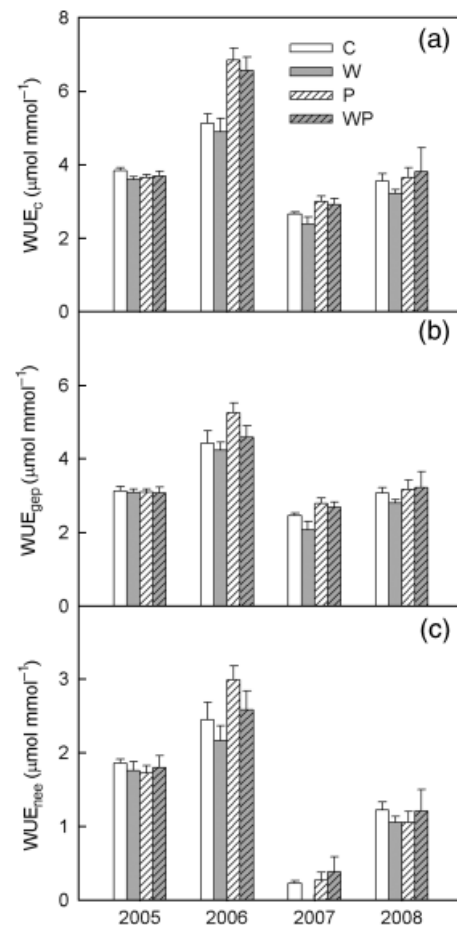 8
(a)
C
W
P
WP
6
4
2
0
WUEc (μmol mmol⁻¹)
(b)
6
4
2
0
WUEgep (μmol mmol⁻¹)
(c)
3
2
1
0
WUEnee (μmol mmol⁻¹)
2005 2006 2007 2008